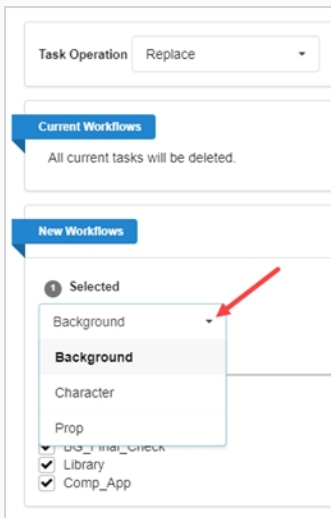 Task Operation Replace
Current Workflows
All current tasks will be deleted.
New Workflows
1 Selected
Background
Background
Character
Prop
BG_Final_Check
Library
Comp_App